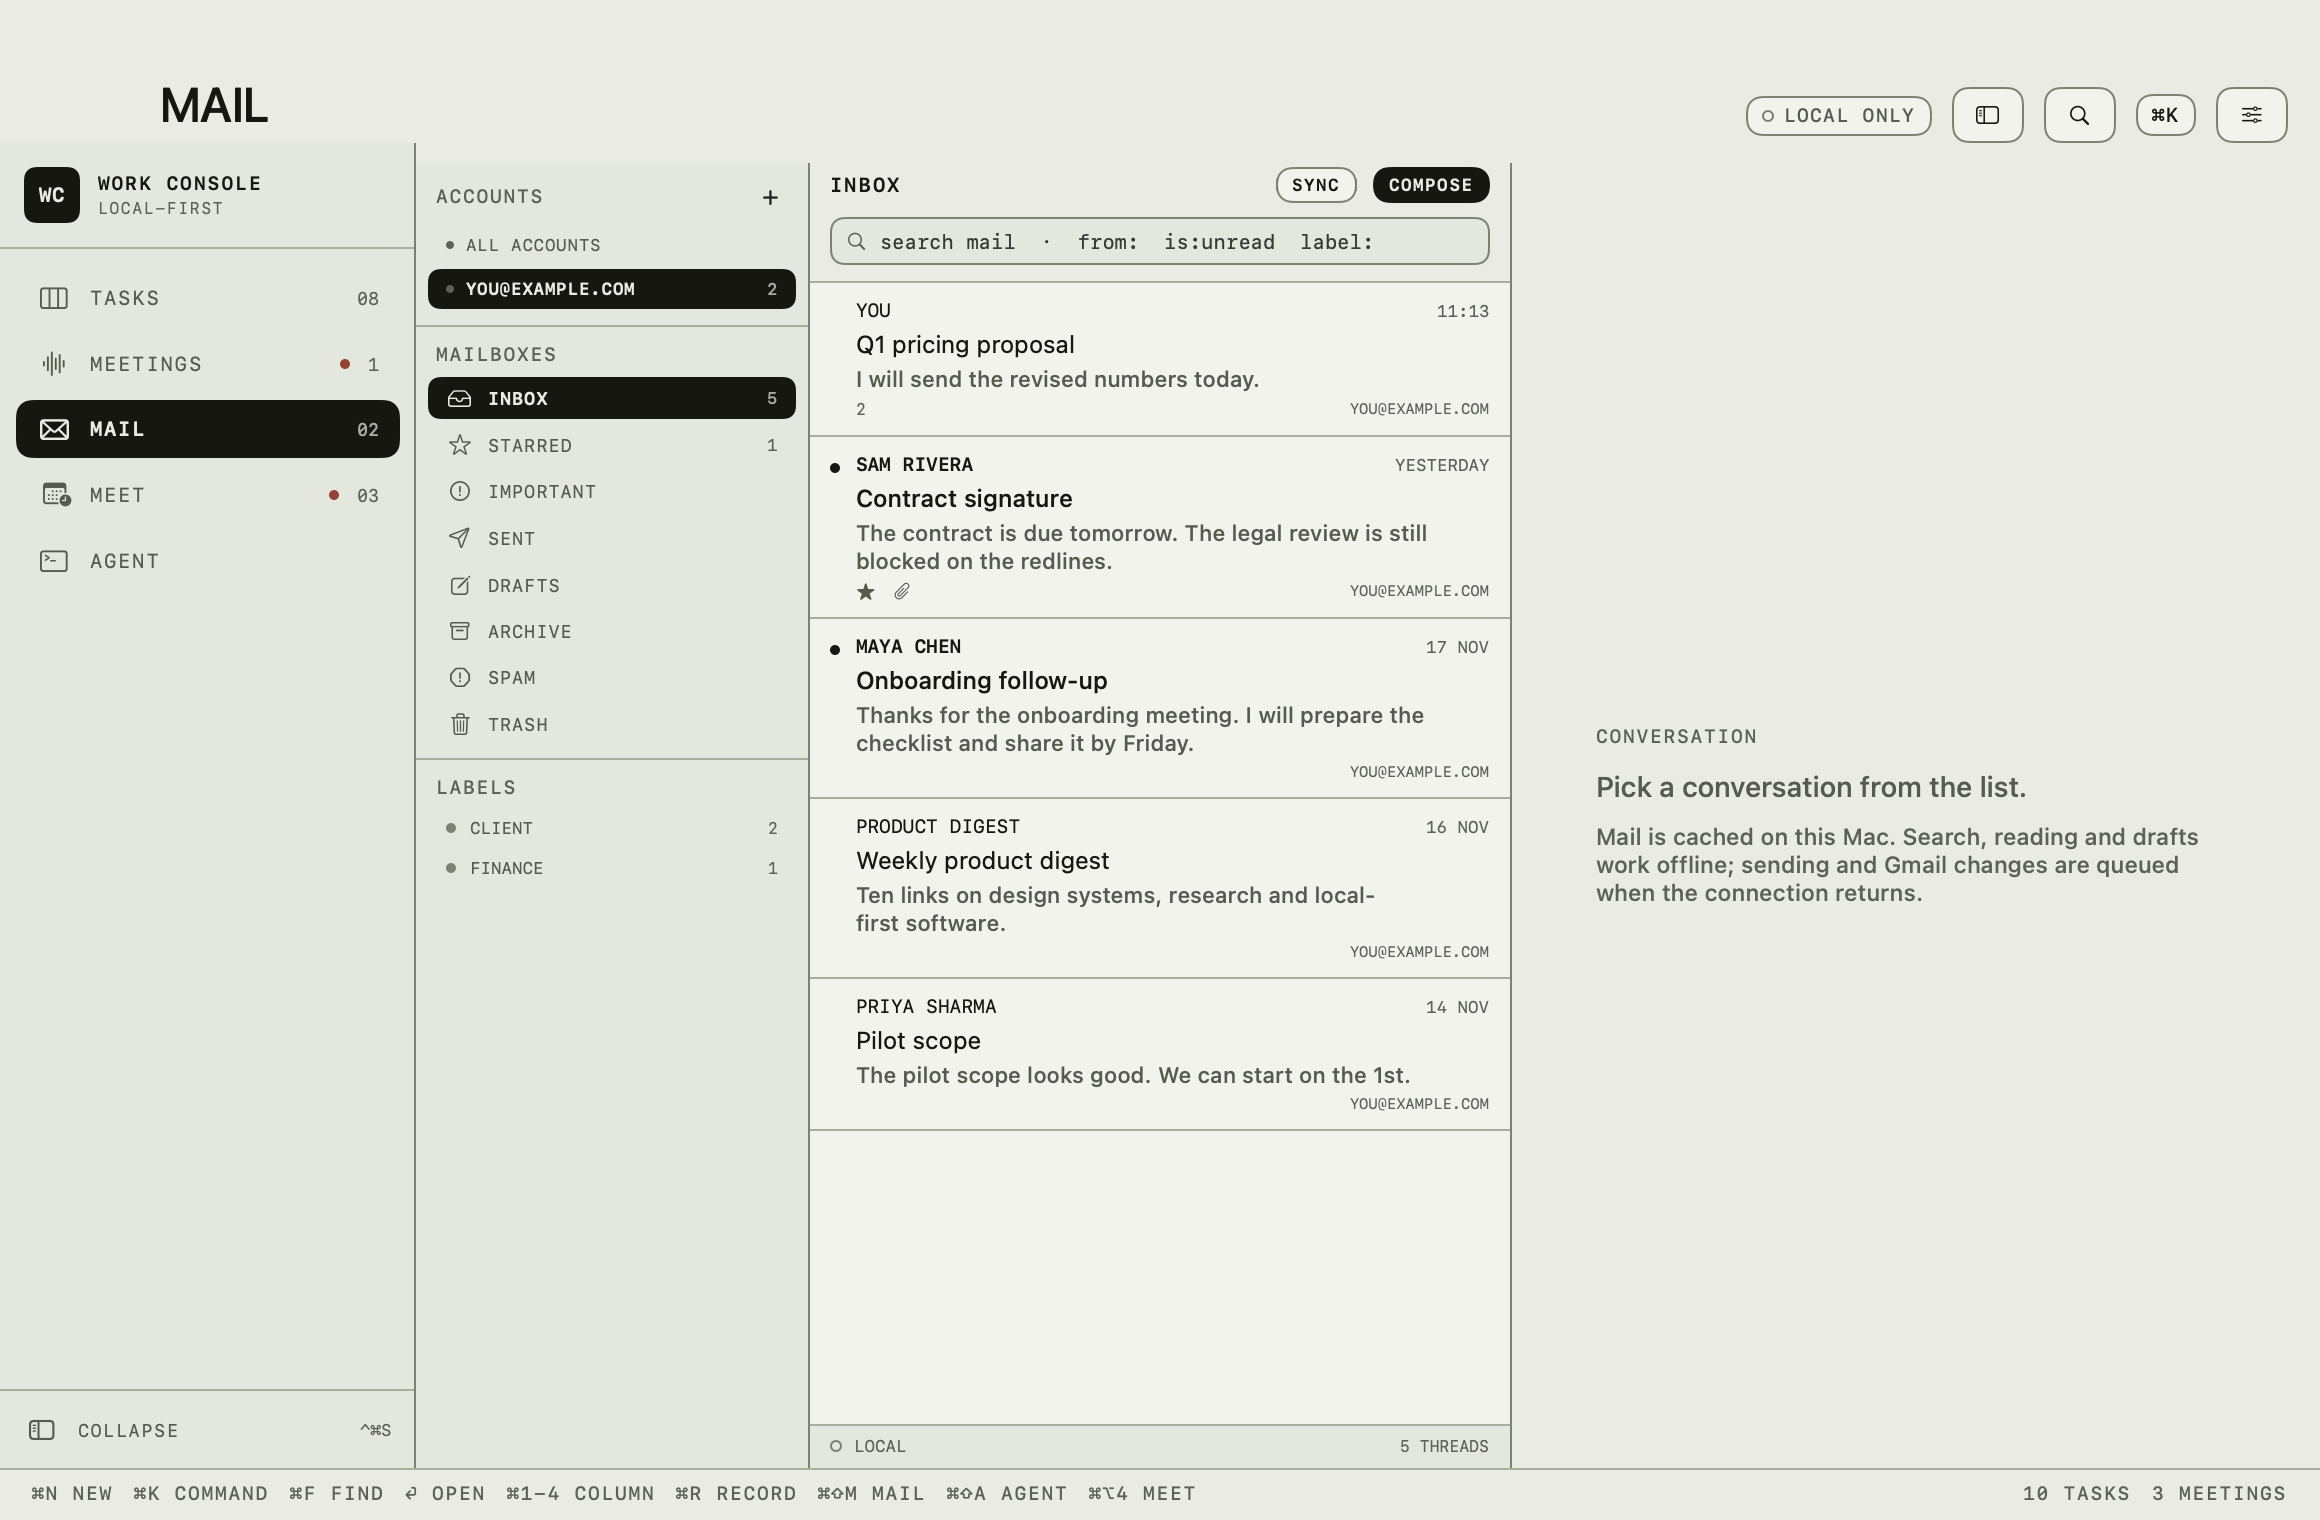 MAIL
LOCAL ONLY ⌘K
WC WORK CONSOLE
LOCAL–FIRST
TASKS 08
MEETINGS 1
MAIL 02
MEET 03
AGENT
COLLAPSE ^⌘S
ACCOUNTS +
ALL ACCOUNTS
YOU@EXAMPLE.COM 2
MAILBOXES
INBOX 5
STARRED 1
IMPORTANT
SENT
DRAFTS
ARCHIVE
SPAM
TRASH
LABELS
CLIENT 2
FINANCE 1
INBOX SYNC COMPOSE
search mail · from: is:unread label:
YOU 11:13
Q1 pricing proposal
I will send the revised numbers today.
2 YOU@EXAMPLE.COM
SAM RIVERA YESTERDAY
Contract signature
The contract is due tomorrow. The legal review is still
blocked on the redlines.
YOU@EXAMPLE.COM
MAYA CHEN 17 NOV
Onboarding follow-up
Thanks for the onboarding meeting. I will prepare the
checklist and share it by Friday.
YOU@EXAMPLE.COM
PRODUCT DIGEST 16 NOV
Weekly product digest
Ten links on design systems, research and local-
first software.
YOU@EXAMPLE.COM
PRIYA SHARMA 14 NOV
Pilot scope
The pilot scope looks good. We can start on the 1st.
YOU@EXAMPLE.COM
LOCAL 5 THREADS
CONVERSATION
Pick a conversation from the list.
Mail is cached on this Mac. Search, reading and drafts
work offline; sending and Gmail changes are queued
when the connection returns.
⌘N NEW ⌘K COMMAND ⌘F FIND ⏎ OPEN ⌘1–4 COLUMN ⌘R RECORD ⌘⇧M MAIL ⌘⇧A AGENT ⌘⌥4 MEET 10 TASKS 3 MEETINGS